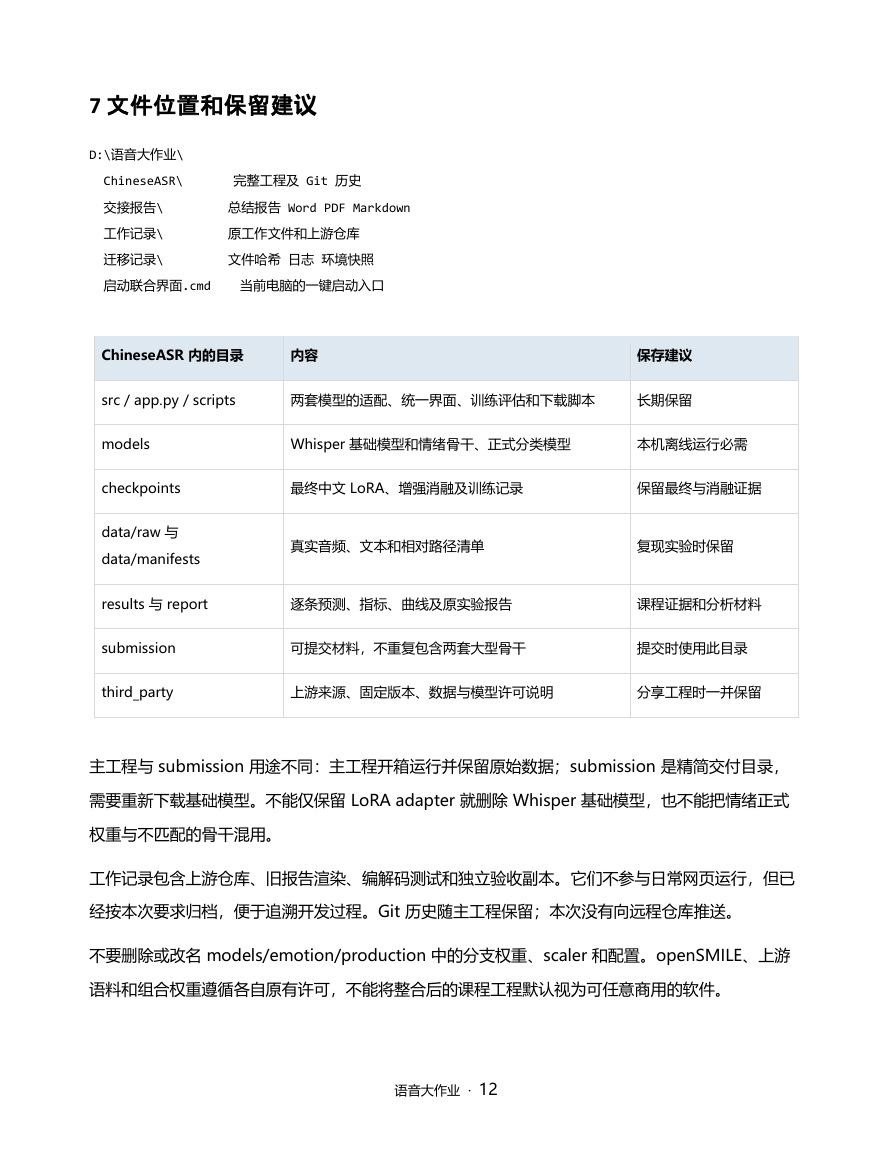 7 文件位置和保留建议
D:\语音大作业\
ChineseASR\ 完整工程及 Git 历史
交接报告\ 总结报告 Word PDF Markdown
工作记录\ 原工作文件和上游仓库
迁移记录\ 文件哈希 日志 环境快照
启动联合界面.cmd 当前电脑的一键启动入口
ChineseASR 内的目录 内容 保存建议
src / app.py / scripts 两套模型的适配、统一界面、训练评估和下载脚本 长期保留
models Whisper 基础模型和情绪骨干、正式分类模型 本机离线运行必需
checkpoints 最终中文 LoRA、增强消融及训练记录 保留最终与消融证据
data/raw 与
data/manifests 真实音频、文本和相对路径清单 复现实验时保留
results 与 report 逐条预测、指标、曲线及原实验报告 课程证据和分析材料
submission 可提交材料，不重复包含两套大型骨干 提交时使用此目录
third_party 上游来源、固定版本、数据与模型许可说明 分享工程时一并保留
主工程与 submission 用途不同：主工程开箱运行并保留原始数据；submission 是精简交付目录，
需要重新下载基础模型。不能仅保留 LoRA adapter 就删除 Whisper 基础模型，也不能把情绪正式
权重与不匹配的骨干混用。
工作记录包含上游仓库、旧报告渲染、编解码测试和独立验收副本。它们不参与日常网页运行，但已
经按本次要求归档，便于追溯开发过程。Git 历史随主工程保留；本次没有向远程仓库推送。
不要删除或改名 models/emotion/production 中的分支权重、scaler 和配置。openSMILE、上游
语料和组合权重遵循各自原有许可，不能将整合后的课程工程默认视为可任意商用的软件。
语音大作业 · 12